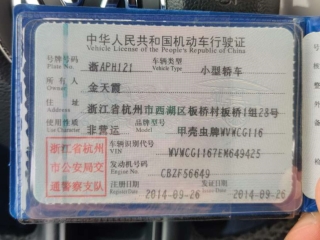 中华人民共和国机动车行驶证
Vehicle License of the People's Republic of China
号牌号码 浙APH121 车辆类型 小型轿车
Plate No. Vehicle Type
所有人 金天霞
Owner
住址 浙江省杭州市西湖区板桥村板桥1组28号
Address
使用性质 非营运 品牌型号 甲壳虫牌WVWCG116
Use Character Model
浙江省杭州市公安局交通警察支队
车辆识别代号 WVWCG1167EM649425
VIN
发动机号码 CBZF56649
Engine No.
注册日期 2014-09-26 发证日期 2014-09-26
Register Date Issue Date